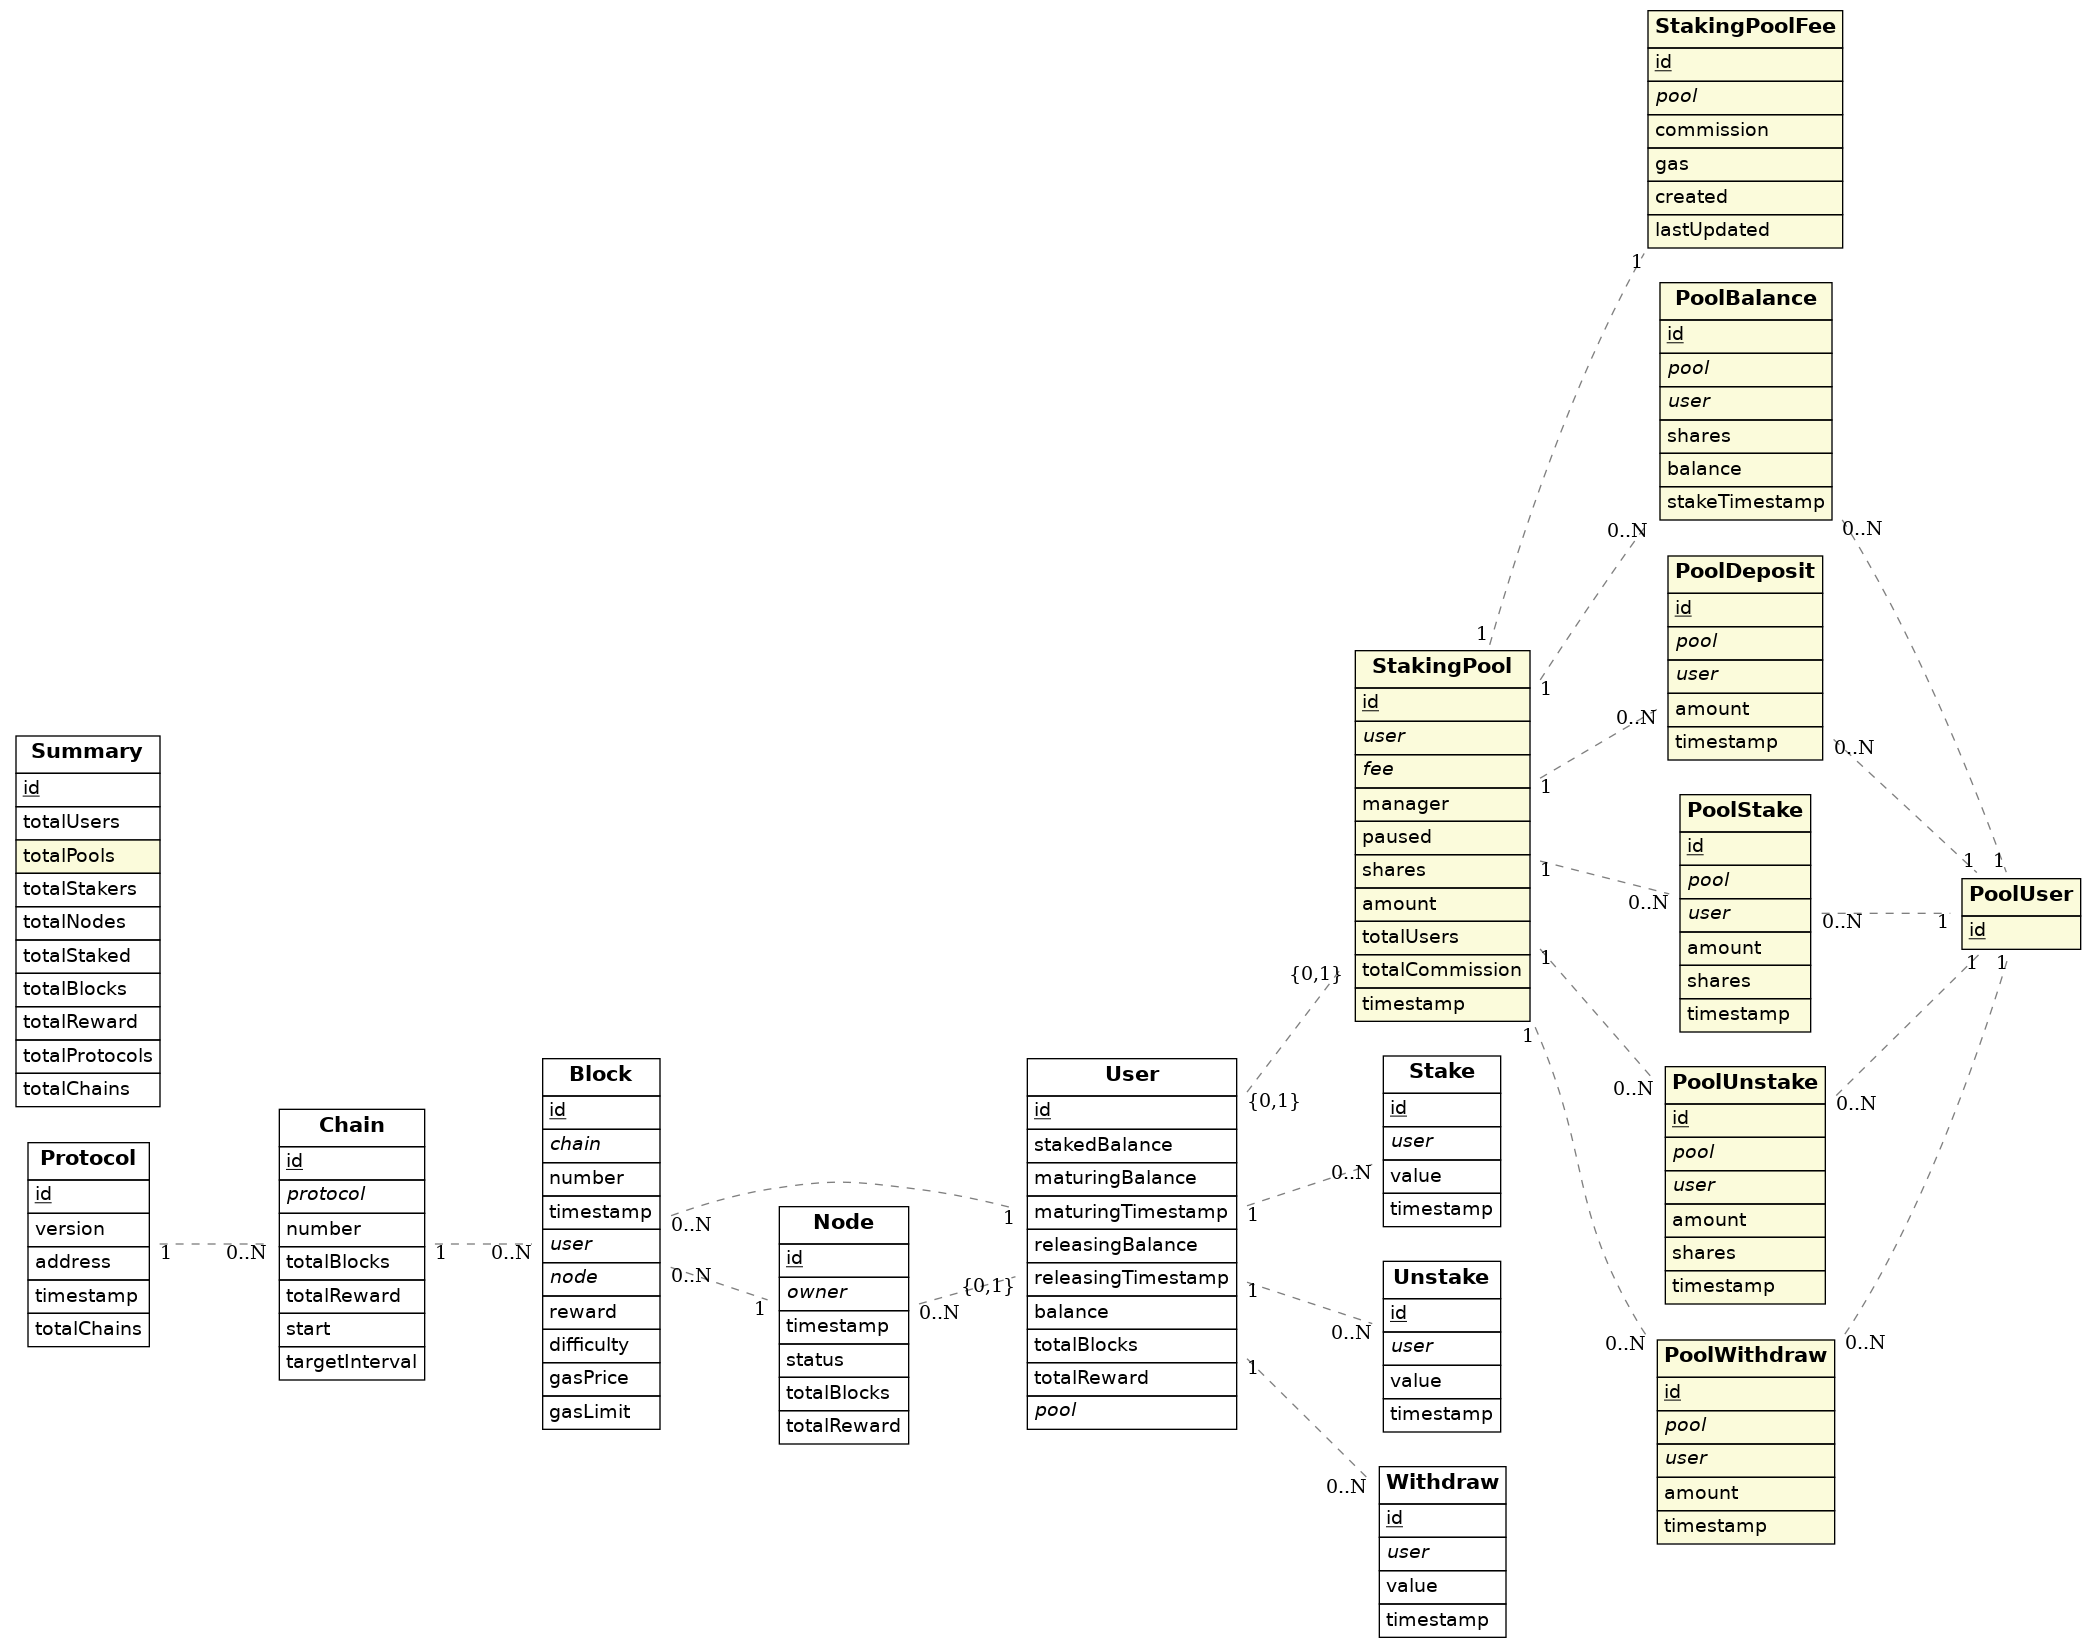 StakingPoolFee
id
pool
commission
gas
created
lastUpdated
1
PoolBalance
id
pool
user
shares
balance
stakeTimestamp
0..N
0..N
PoolDeposit
id
pool
user
amount
timestamp
0..N
0..N
1
StakingPool
id
user
fee
manager
paused
shares
amount
totalUsers
totalCommission
timestamp
1
1
1
1
1
{0,1}
PoolStake
id
pool
user
amount
shares
timestamp
0..N
0..N
1
1
1
1
1
PoolUser
id
PoolUnstake
id
pool
user
amount
shares
timestamp
0..N
0..N
PoolWithdraw
id
pool
user
amount
timestamp
0..N
0..N
Summary
id
totalUsers
totalPools
totalStakers
totalNodes
totalStaked
totalBlocks
totalReward
totalProtocols
totalChains
Protocol
id
version
address
timestamp
totalChains
1
0..N
Chain
id
protocol
number
totalBlocks
totalReward
start
targetInterval
1
0..N
Block
id
chain
number
timestamp
user
node
reward
difficulty
gasPrice
gasLimit
0..N
1
0..N
1
Node
id
owner
timestamp
status
totalBlocks
totalReward
0..N
{0,1}
User
id
stakedBalance
maturingBalance
maturingTimestamp
releasingBalance
releasingTimestamp
balance
totalBlocks
totalReward
pool
{0,1}
1
1
1
Stake
id
user
value
timestamp
0..N
Unstake
id
user
value
timestamp
0..N
Withdraw
id
user
value
timestamp
0..N